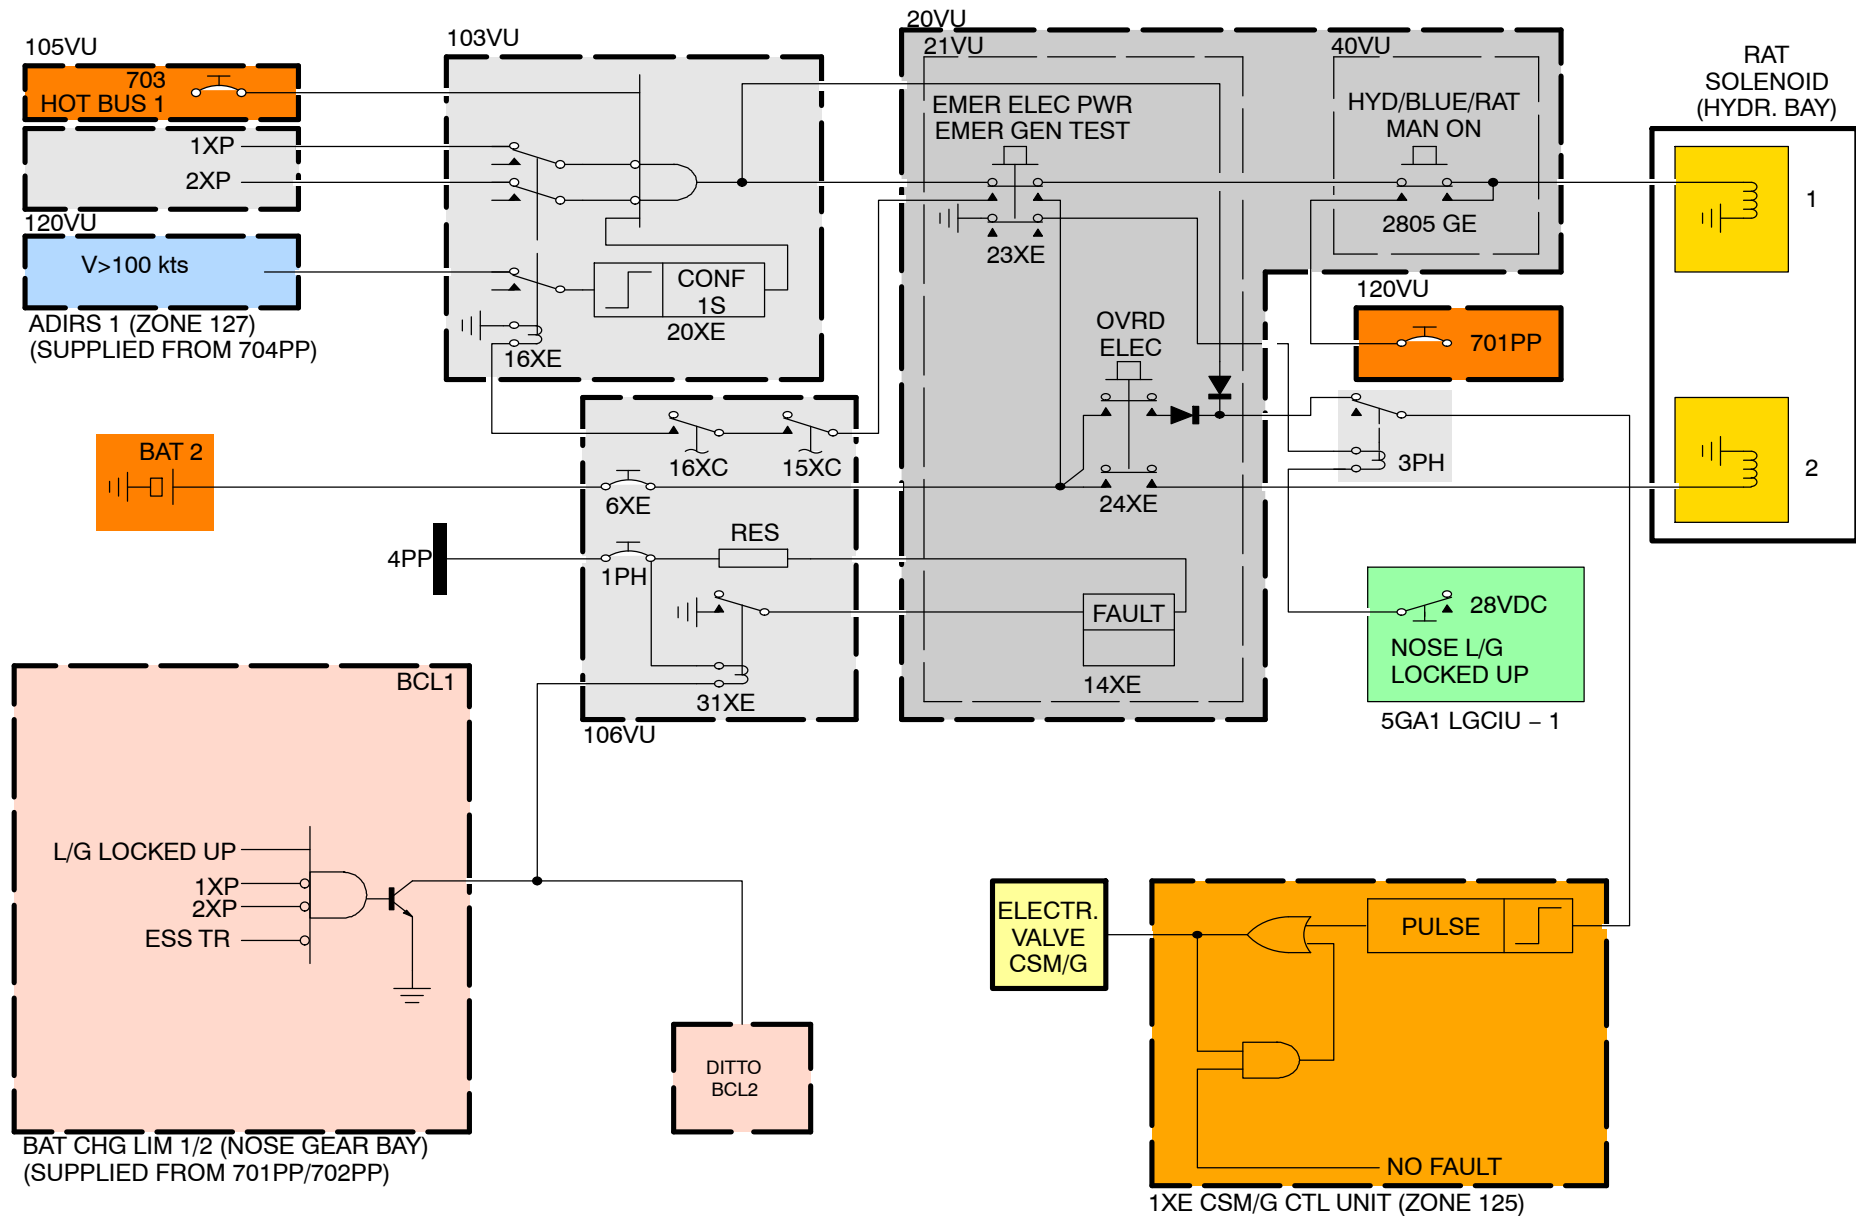 105VU
703
HOT BUS 1
1XP
2XP
120VU
V>100 kts
ADIRS 1 (ZONE 127)
(SUPPLIED FROM 704PP)
103VU
CONF
1S
20XE
16XE
20VU
21VU
EMER ELEC PWR
EMER GEN TEST
23XE
40VU
HYD/BLUE/RAT
MAN ON
2805 GE
RAT
SOLENOID
(HYDR. BAY)
1
2
120VU
701PP
OVRD
ELEC
24XE
3PH
BAT 2
16XC
15XC
6XE
4PP
1PH
RES
31XE
106VU
FAULT
14XE
28VDC
NOSE L/G
LOCKED UP
5GA1 LGCIU – 1
BCL1
L/G LOCKED UP
1XP
2XP
ESS TR
BAT CHG LIM 1/2 (NOSE GEAR BAY)
(SUPPLIED FROM 701PP/702PP)
DITTO
BCL2
ELECTR.
VALVE
CSM/G
PULSE
NO FAULT
1XE CSM/G CTL UNIT (ZONE 125)